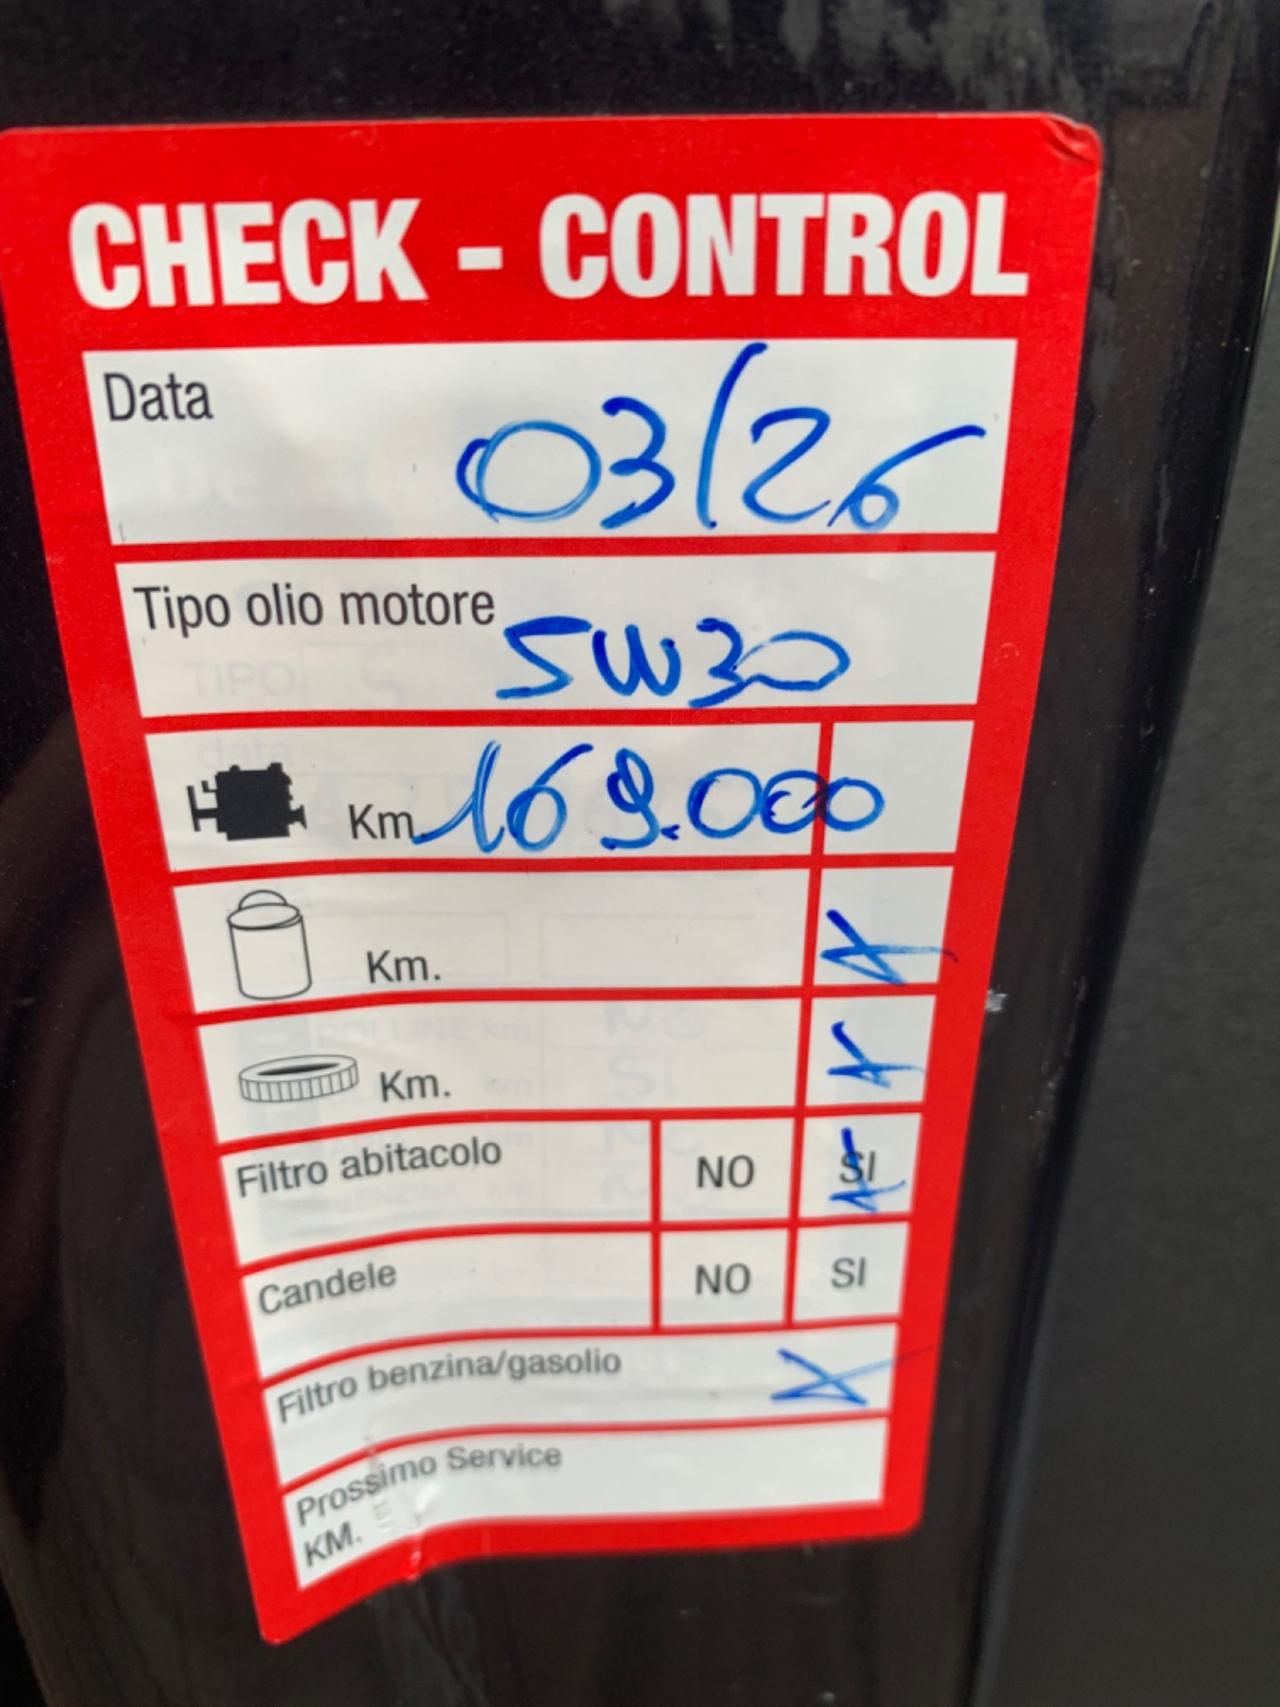 CHECK - CONTROL
Data 03/26
Tipo olio motore 5W30
Km. 169.000
Km. X
Km. X
Filtro abitacolo NO SI X
Candele NO SI
Filtro benzina/gasolio X
Prossimo Service
KM.